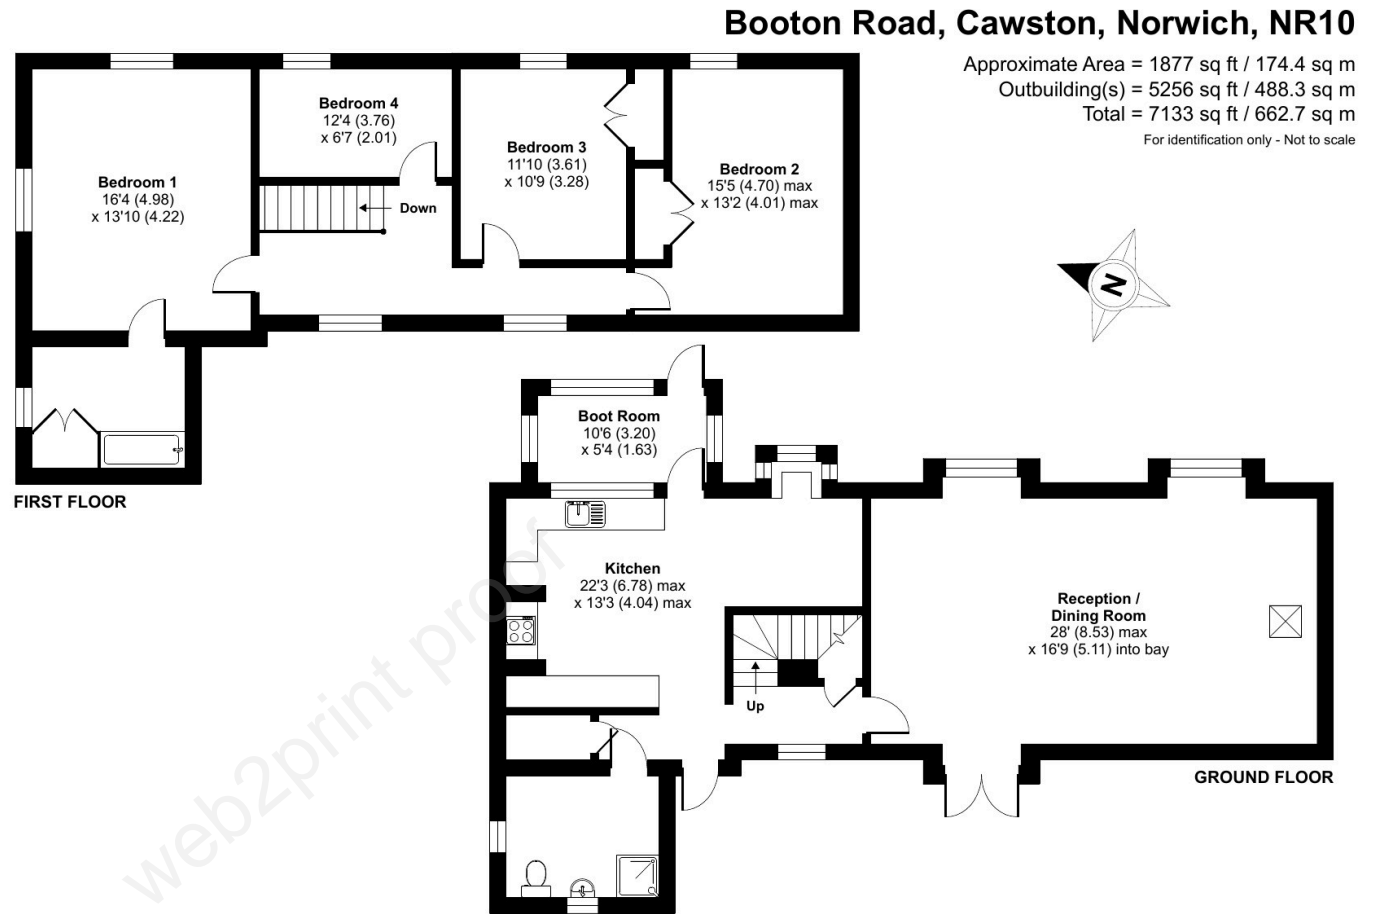 Booton Road, Cawston, Norwich, NR10
Approximate Area = 1877 sq ft / 174.4 sq m
Outbuilding(s) = 5256 sq ft / 488.3 sq m
Total = 7133 sq ft / 662.7 sq m
For identification only - Not to scale
Bedroom 1
16'4 (4.98)
x 13'10 (4.22)
Bedroom 4
12'4 (3.76)
x 6'7 (2.01)
Down
Bedroom 3
11'10 (3.61)
x 10'9 (3.28)
Bedroom 2
15'5 (4.70) max
x 13'2 (4.01) max
N
FIRST FLOOR
Boot Room
10'6 (3.20)
x 5'4 (1.63)
Kitchen
22'3 (6.78) max
x 13'3 (4.04) max
Up
Reception /
Dining Room
28' (8.53) max
x 16'9 (5.11) into bay
GROUND FLOOR
web2print proof